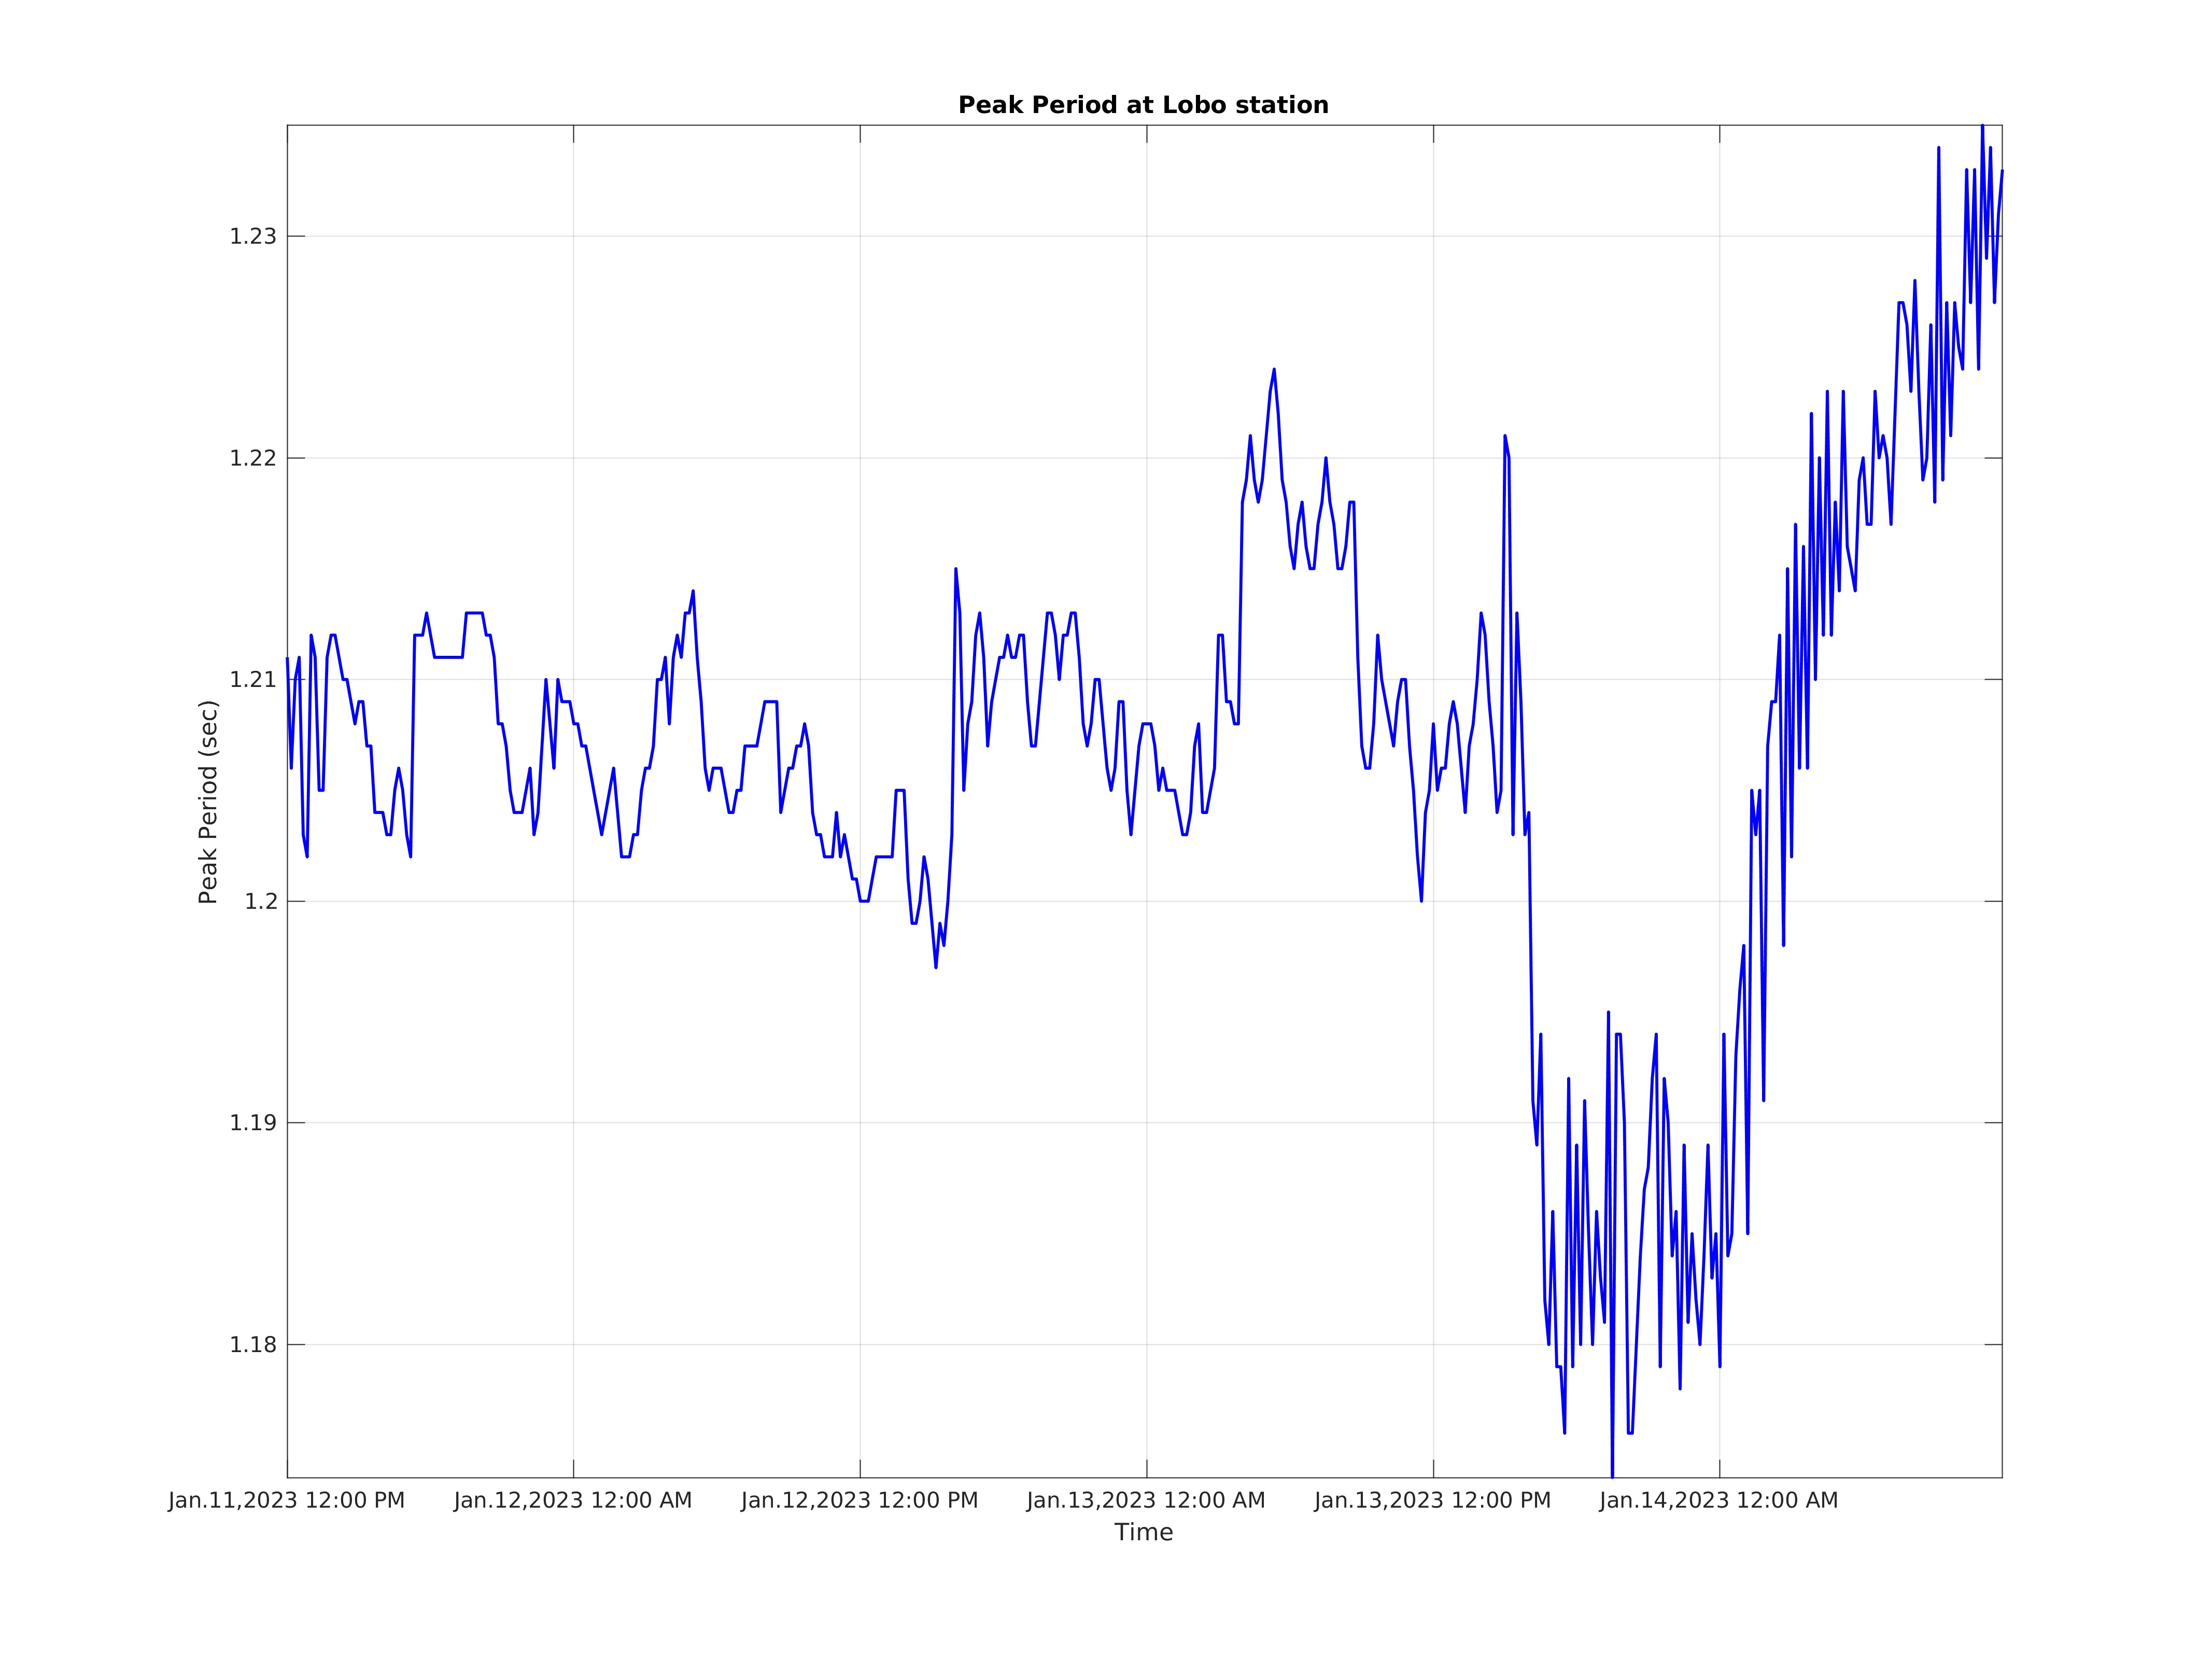 Peak Period at Lobo station
1.23
1.22
1.21
1.2
1.19
1.18
Peak Period (sec)
Jan.11,2023 12:00 PM
Jan.12,2023 12:00 AM
Jan.12,2023 12:00 PM
Jan.13,2023 12:00 AM
Jan.13,2023 12:00 PM
Jan.14,2023 12:00 AM
Time